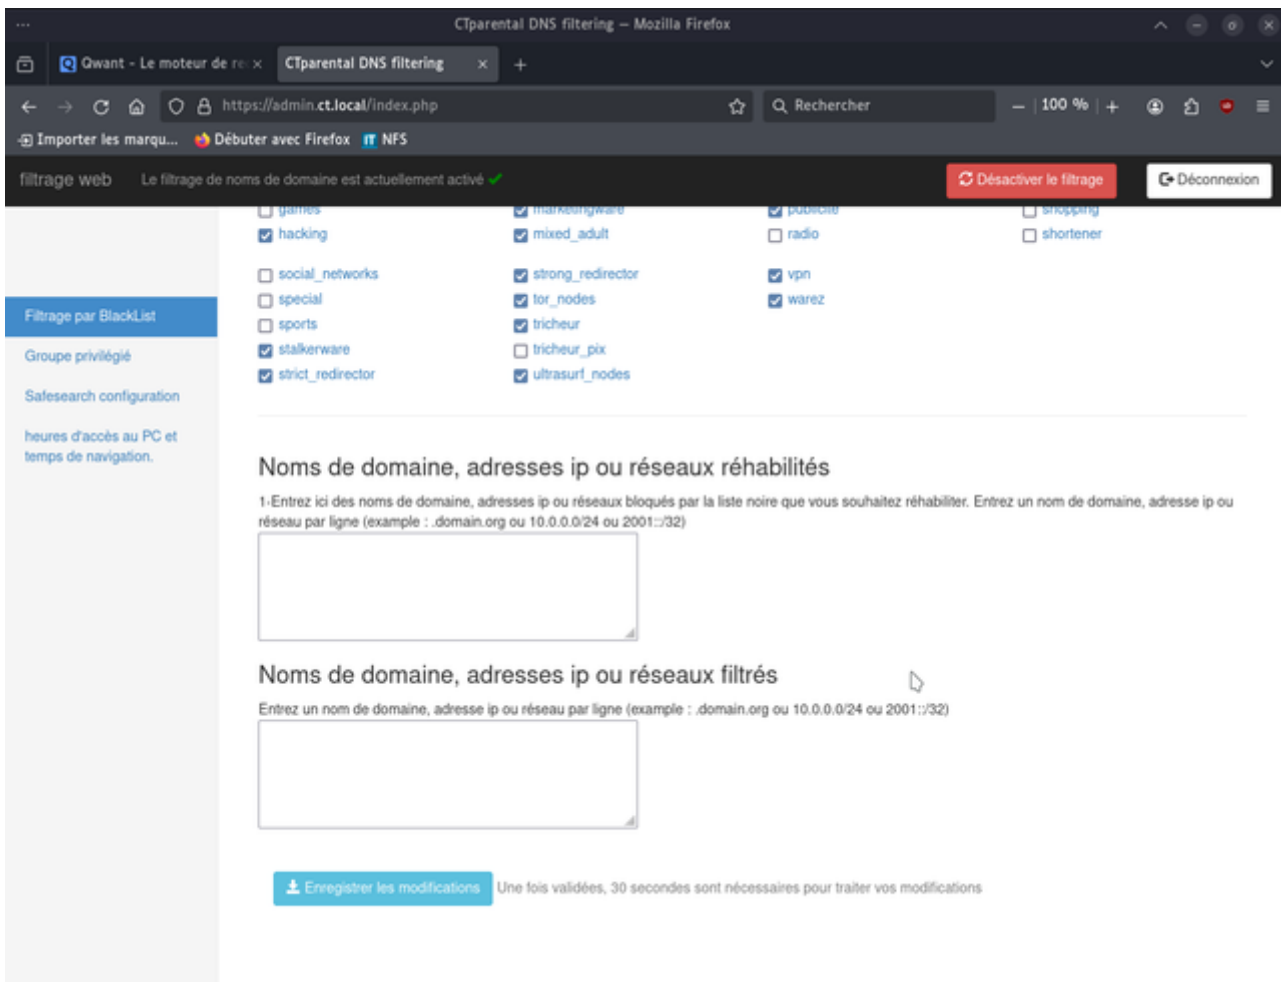 CTparental DNS filtering — Mozilla Firefox
Qwant - Le moteur de re
CTparental DNS filtering
https://admin.ct.local/index.php
Rechercher
100 %
Importer les marqu... Débuter avec Firefox NFS
filtrage web Le filtrage de noms de domaine est actuellement activé Désactiver le filtrage Déconnexion
games marketingware publicite shopping
hacking mixed_adult radio shortener
social_networks strong_redirector vpn
special tor_nodes warez
sports tricheur
stalkerware tricheur_pix
strict_redirector ultrasurf_nodes
Filtrage par BlackList
Groupe privilégié
Safesearch configuration
heures d'accès au PC et
temps de navigation.
Noms de domaine, adresses ip ou réseaux réhabilités
1-Entrez ici des noms de domaine, adresses ip ou réseaux bloqués par la liste noire que vous souhaitez réhabiliter. Entrez un nom de domaine, adresse ip ou
réseau par ligne (example : .domain.org ou 10.0.0.0/24 ou 2001::/32)
Noms de domaine, adresses ip ou réseaux filtrés
Entrez un nom de domaine, adresse ip ou réseau par ligne (example : .domain.org ou 10.0.0.0/24 ou 2001::/32)
Enregistrer les modifications Une fois validées, 30 secondes sont nécessaires pour traiter vos modifications